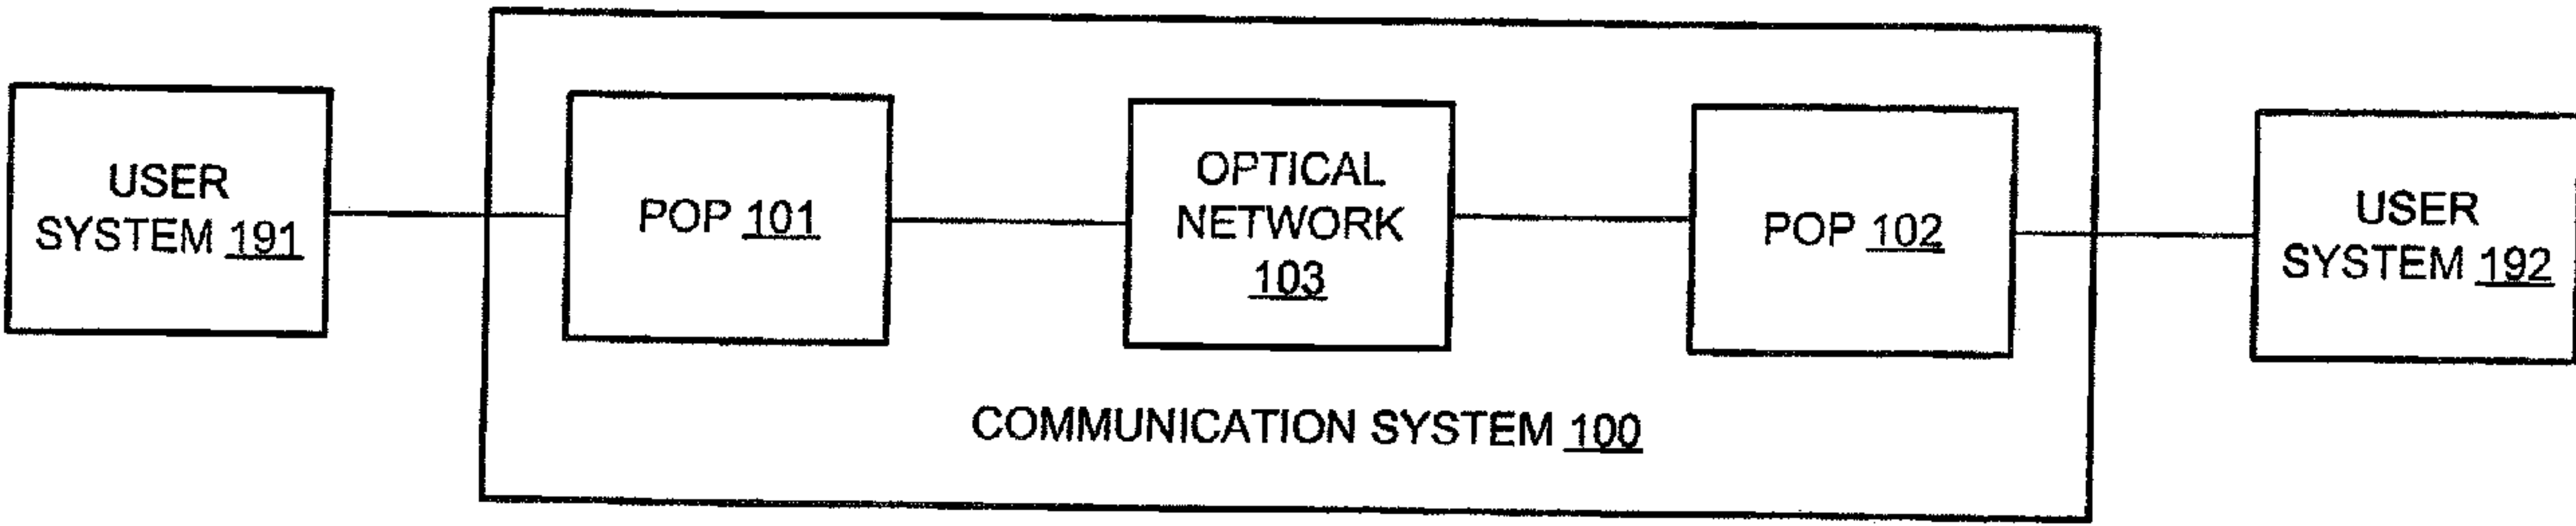 USER
SYSTEM 191
POP 101
OPTICAL
NETWORK
103
POP 102
USER
SYSTEM 192
COMMUNICATION SYSTEM 100